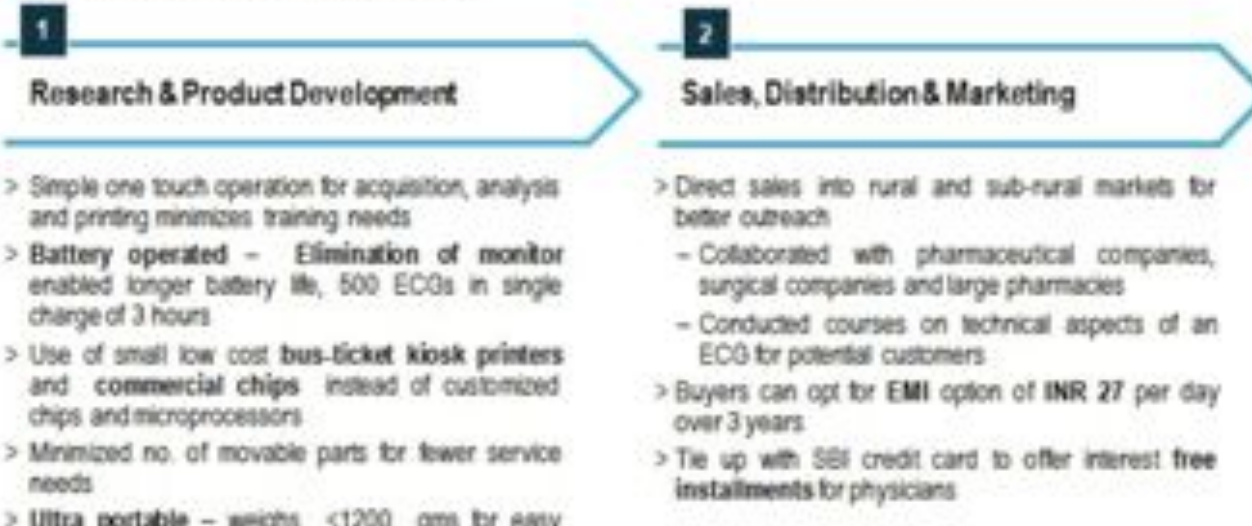 1
Research & Product Development
> Simple one touch operation for acquisition, analysis
and printing minimizes training needs
> Battery operated – Elimination of monitor
enabled longer battery life, 500 ECGs in single
charge of 3 hours
> Use of small low cost bus-ticket kiosk printers
and commercial chips instead of customized
chips and microprocessors
> Minimized no. of movable parts for fewer service
needs
> Ultra portable – weighs <1200 gms for easy
2
Sales, Distribution & Marketing
> Direct sales into rural and sub-rural markets for
better outreach
– Collaborated with pharmaceutical companies,
surgical companies and large pharmacies
– Conducted courses on technical aspects of an
ECG for potential customers
> Buyers can opt for EMI option of INR 27 per day
over 3 years
> Tie up with SBI credit card to offer interest free
installments for physicians